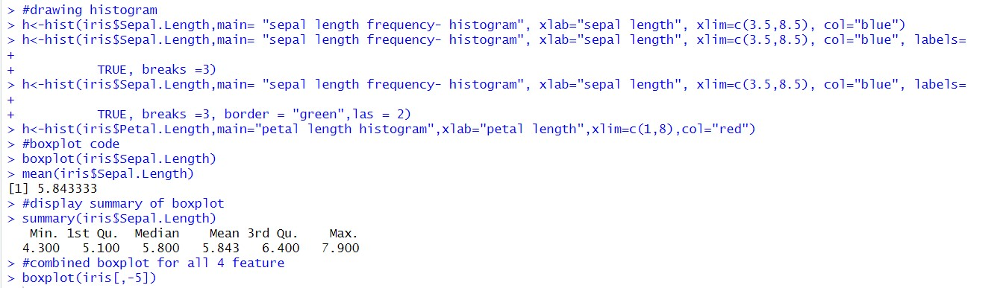 > #drawing histogram
> h<-hist(iris$Sepal.Length,main= "sepal length frequency- histogram", xlab="sepal length", xlim=c(3.5,8.5), col="blue")
> h<-hist(iris$Sepal.Length,main= "sepal length frequency- histogram", xlab="sepal length", xlim=c(3.5,8.5), col="blue", labels=
+
+           TRUE, breaks =3)
> h<-hist(iris$Sepal.Length,main= "sepal length frequency- histogram", xlab="sepal length", xlim=c(3.5,8.5), col="blue", labels=
+
+           TRUE, breaks =3, border = "green",las = 2)
> h<-hist(iris$Petal.Length,main="petal length histogram",xlab="petal length",xlim=c(1,8),col="red")
> #boxplot code
> boxplot(iris$Sepal.Length)
> mean(iris$Sepal.Length)
[1] 5.843333
> #display summary of boxplot
> summary(iris$Sepal.Length)
   Min. 1st Qu.  Median    Mean 3rd Qu.    Max.
  4.300   5.100   5.800   5.843   6.400   7.900
> #combined boxplot for all 4 feature
> boxplot(iris[,-5])